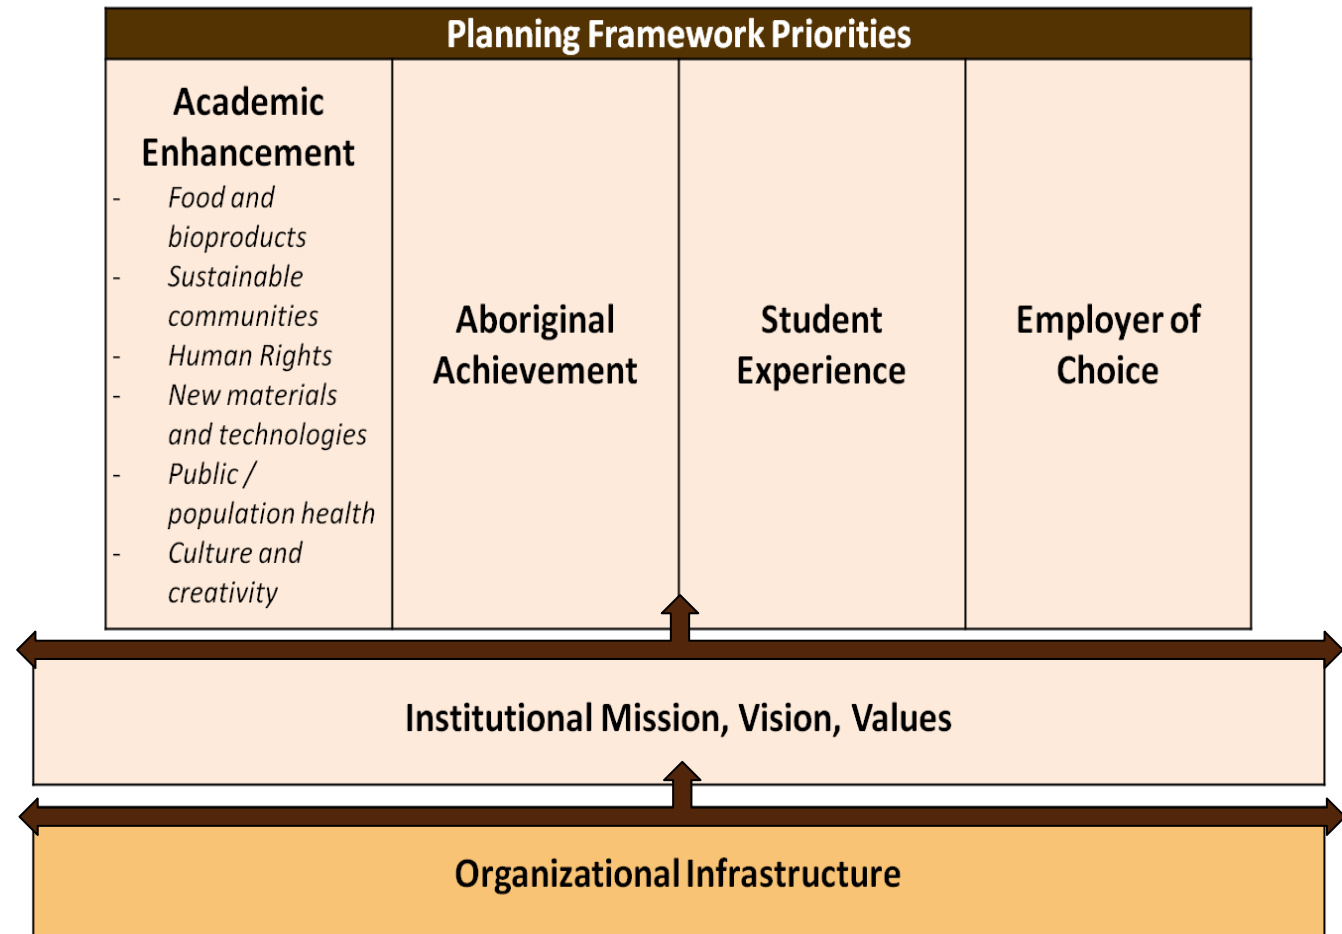 Planning Framework Priorities
Academic
Enhancement
- Food and
bioproducts
- Sustainable
communities
- Human Rights
- New materials
and technologies
- Public /
population health
- Culture and
creativity
Aboriginal
Achievement
Student
Experience
Employer of
Choice
Institutional Mission, Vision, Values
Organizational Infrastructure